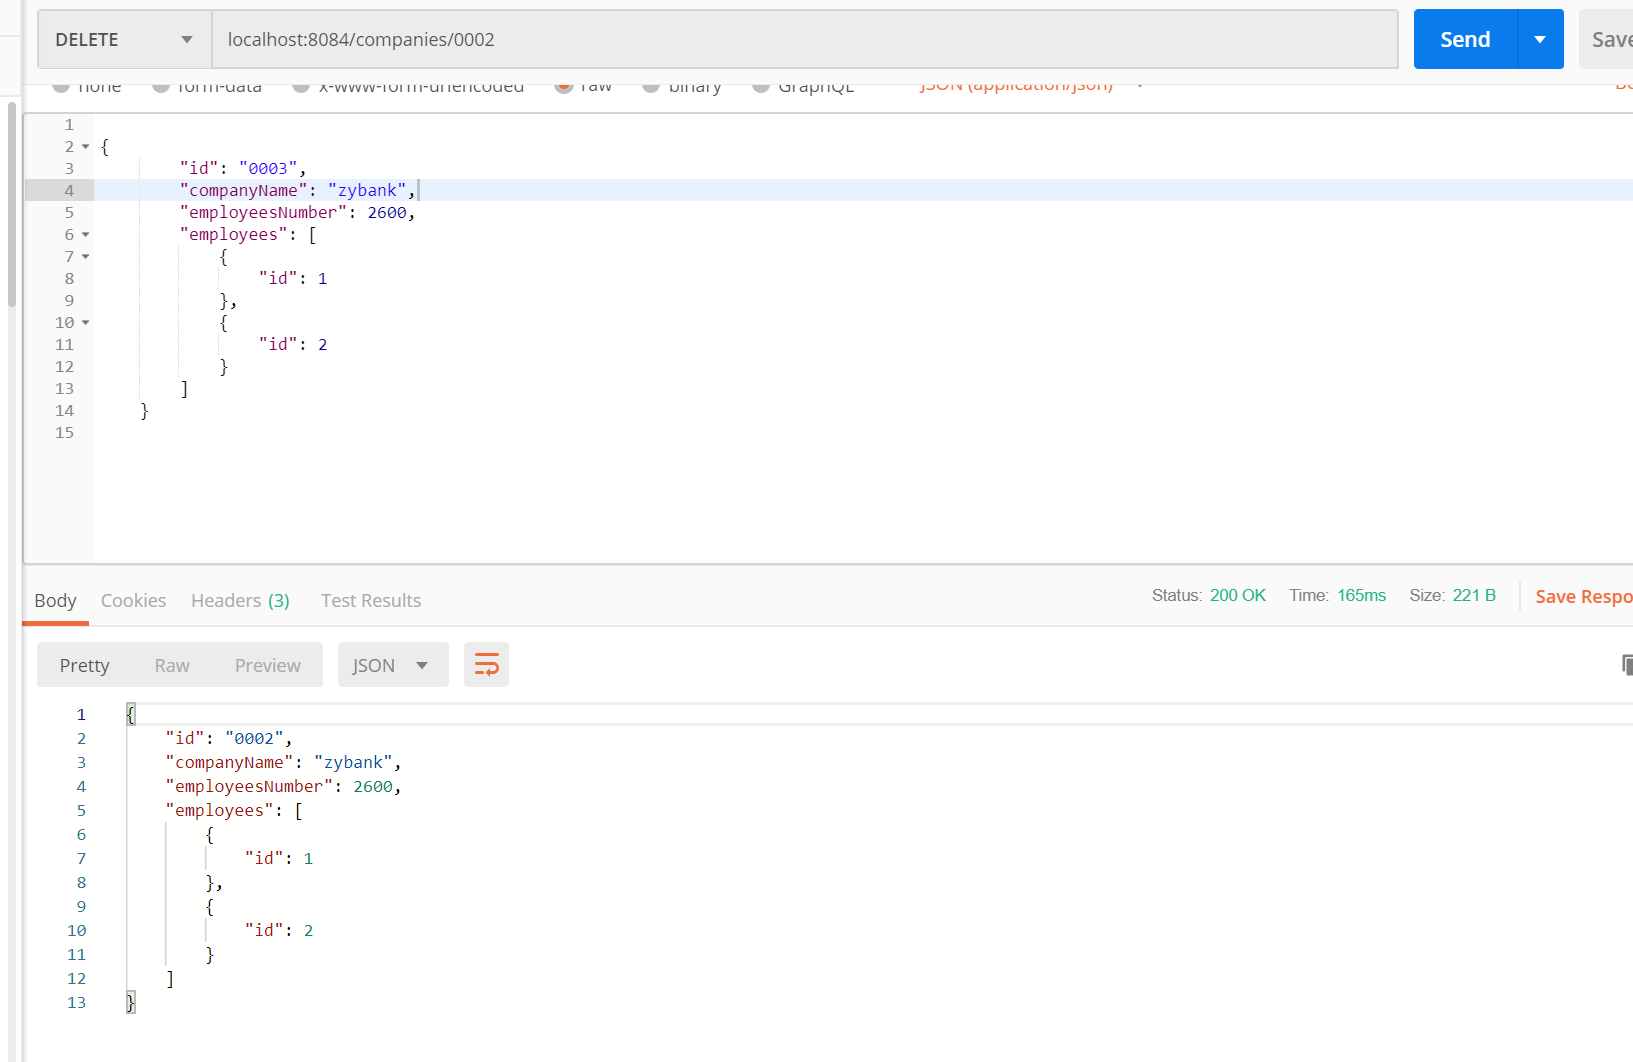 DELETE localhost:8084/companies/0002 Send Save
none form-data x-www-form-urlencoded raw binary GraphQL JSON (application/json)
1
2 {
3 "id": "0003",
4 "companyName": "zybank",
5 "employeesNumber": 2600,
6 "employees": [
7 {
8 "id": 1
9 },
10 {
11 "id": 2
12 }
13 ]
14 }
15
Body Cookies Headers (3) Test Results Status: 200 OK Time: 165ms Size: 221 B Save Respo
Pretty Raw Preview JSON
1 {
2 "id": "0002",
3 "companyName": "zybank",
4 "employeesNumber": 2600,
5 "employees": [
6 {
7 "id": 1
8 },
9 {
10 "id": 2
11 }
12 ]
13 }